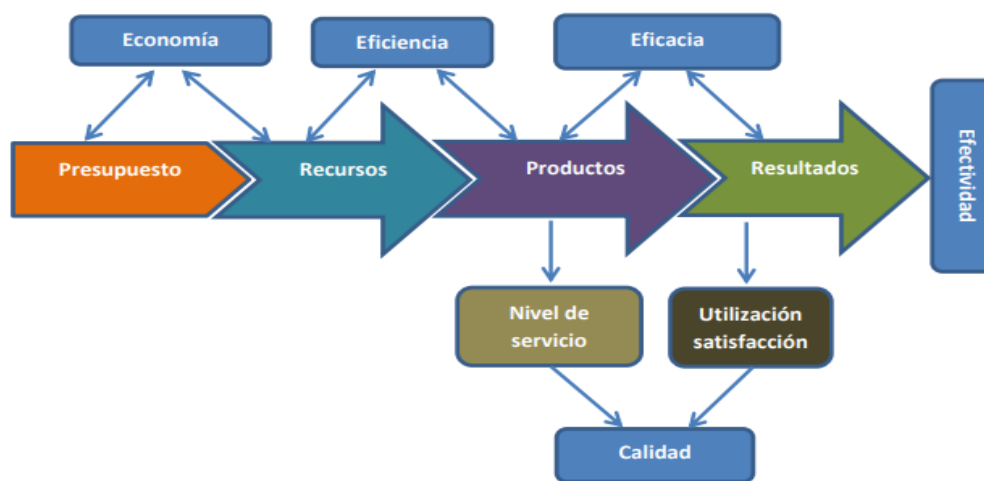 Economía
Eficiencia
Eficacia
Presupuesto
Recursos
Productos
Resultados
Efectividad
Nivel de
servicio
Utilización
satisfacción
Calidad